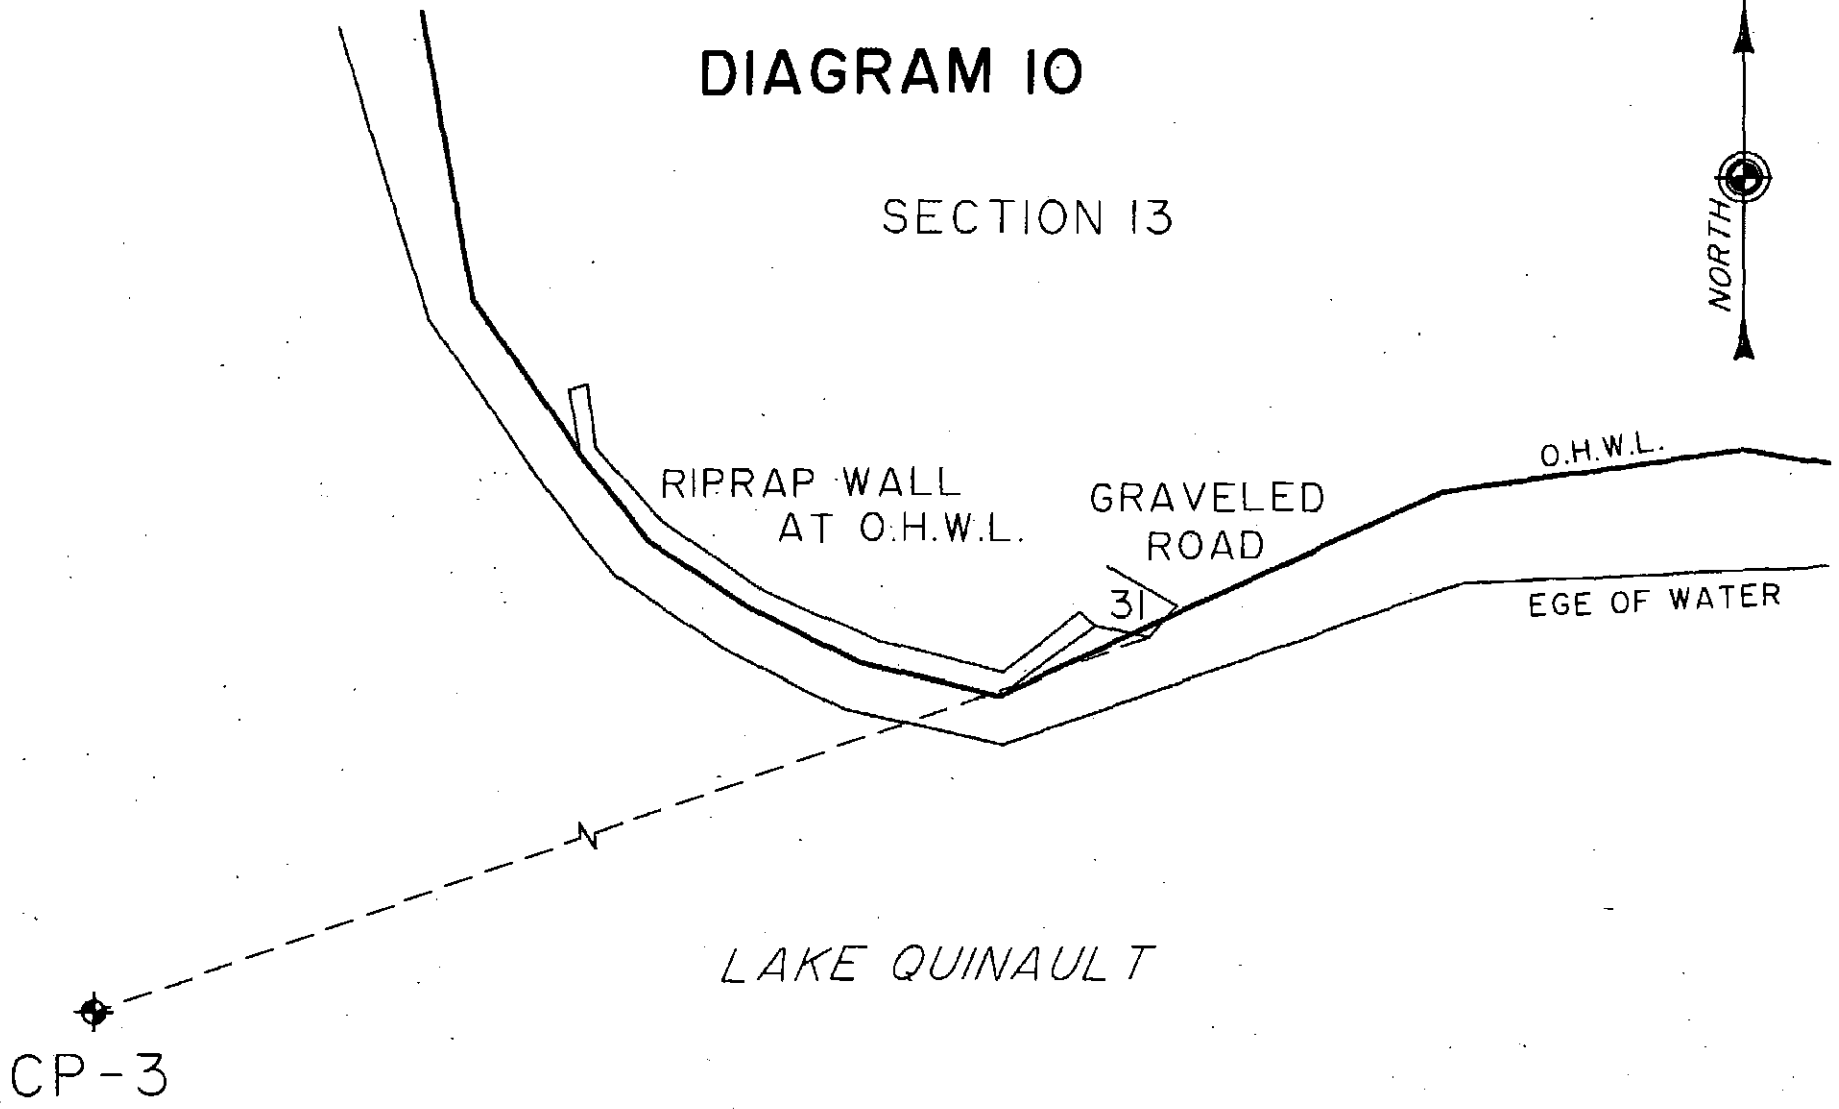 DIAGRAM 10
SECTION 13
NORTH
O.H.W.L.
RIPRAP WALL
AT O.H.W.L.
GRAVELED
ROAD
31
EGE OF WATER
LAKE QUINAULT
CP-3